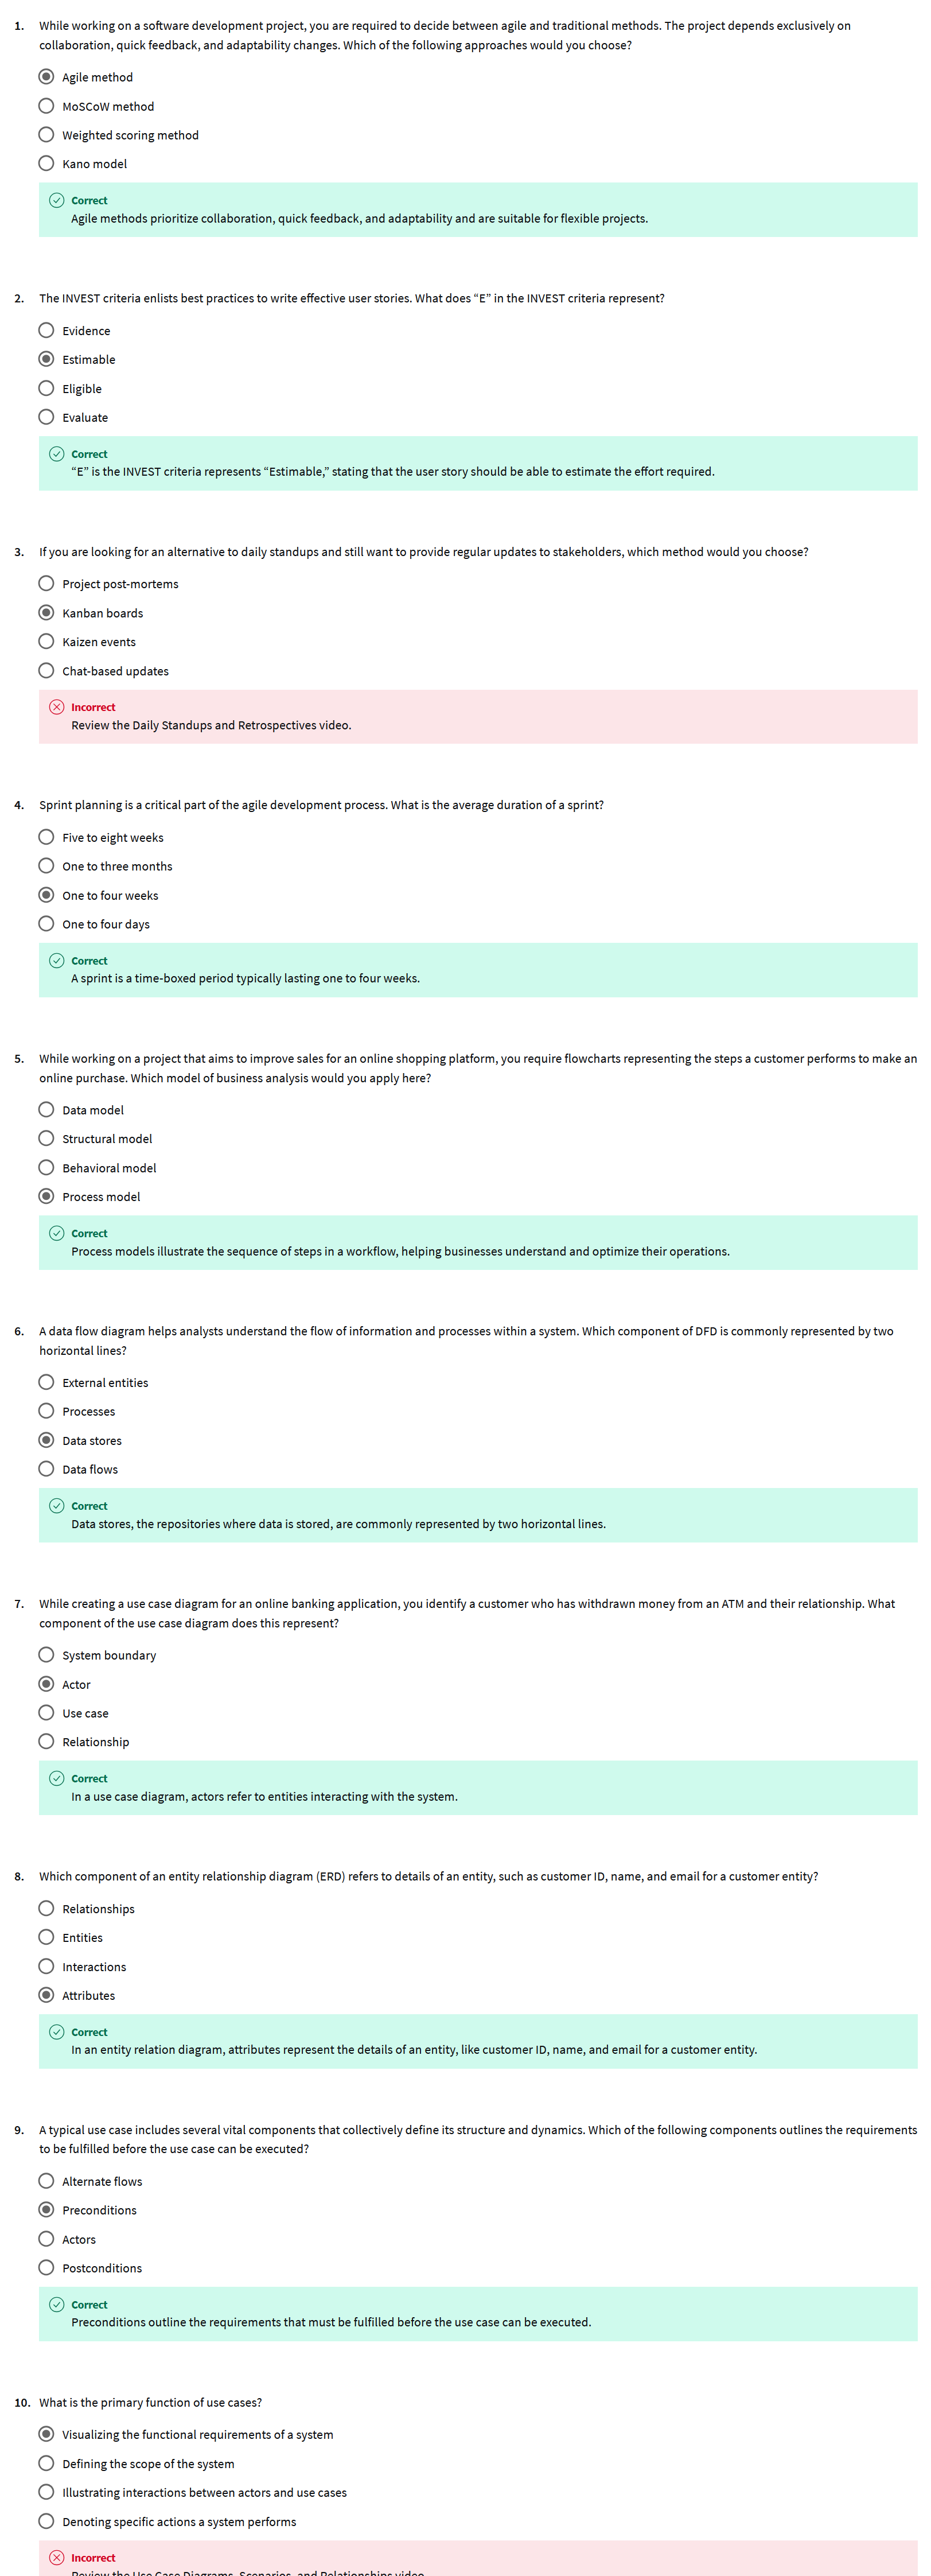 1. While working on a software development project, you are required to decide between agile and traditional methods. The project depends exclusively on
collaboration, quick feedback, and adaptability changes. Which of the following approaches would you choose?
Agile method
MoSCoW method
Weighted scoring method
Kano model
Correct
Agile methods prioritize collaboration, quick feedback, and adaptability and are suitable for flexible projects.
2. The INVEST criteria enlists best practices to write effective user stories. What does “E” in the INVEST criteria represent?
Evidence
Estimable
Eligible
Evaluate
Correct
“E” is the INVEST criteria represents “Estimable,” stating that the user story should be able to estimate the effort required.
3. If you are looking for an alternative to daily standups and still want to provide regular updates to stakeholders, which method would you choose?
Project post-mortems
Kanban boards
Kaizen events
Chat-based updates
Incorrect
Review the Daily Standups and Retrospectives video.
4. Sprint planning is a critical part of the agile development process. What is the average duration of a sprint?
Five to eight weeks
One to three months
One to four weeks
One to four days
Correct
A sprint is a time-boxed period typically lasting one to four weeks.
5. While working on a project that aims to improve sales for an online shopping platform, you require flowcharts representing the steps a customer performs to make an
online purchase. Which model of business analysis would you apply here?
Data model
Structural model
Behavioral model
Process model
Correct
Process models illustrate the sequence of steps in a workflow, helping businesses understand and optimize their operations.
6. A data flow diagram helps analysts understand the flow of information and processes within a system. Which component of DFD is commonly represented by two
horizontal lines?
External entities
Processes
Data stores
Data flows
Correct
Data stores, the repositories where data is stored, are commonly represented by two horizontal lines.
7. While creating a use case diagram for an online banking application, you identify a customer who has withdrawn money from an ATM and their relationship. What
component of the use case diagram does this represent?
System boundary
Actor
Use case
Relationship
Correct
In a use case diagram, actors refer to entities interacting with the system.
8. Which component of an entity relationship diagram (ERD) refers to details of an entity, such as customer ID, name, and email for a customer entity?
Relationships
Entities
Interactions
Attributes
Correct
In an entity relation diagram, attributes represent the details of an entity, like customer ID, name, and email for a customer entity.
9. A typical use case includes several vital components that collectively define its structure and dynamics. Which of the following components outlines the requirements
to be fulfilled before the use case can be executed?
Alternate flows
Preconditions
Actors
Postconditions
Correct
Preconditions outline the requirements that must be fulfilled before the use case can be executed.
10. What is the primary function of use cases?
Visualizing the functional requirements of a system
Defining the scope of the system
Illustrating interactions between actors and use cases
Denoting specific actions a system performs
Incorrect
Review the Use Case Diagrams, Scenarios, and Relationships video.